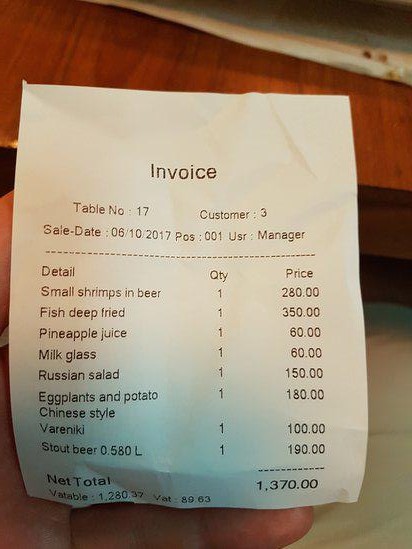 Invoice
Table No : 17 Customer : 3
Sale-Date : 06/10/2017 Pos : 001 Usr : Manager
Detail Qty Price
Small shrimps in beer 1 280.00
Fish deep fried 1 350.00
Pineapple juice 1 60.00
Milk glass 1 60.00
Russian salad 1 150.00
Eggplants and potato 1 180.00
Chinese style
Vareniki 1 100.00
Stout beer 0.580 L 1 190.00
Net Total 1,370.00
Vatable : 1,280.37 Vat : 89.63